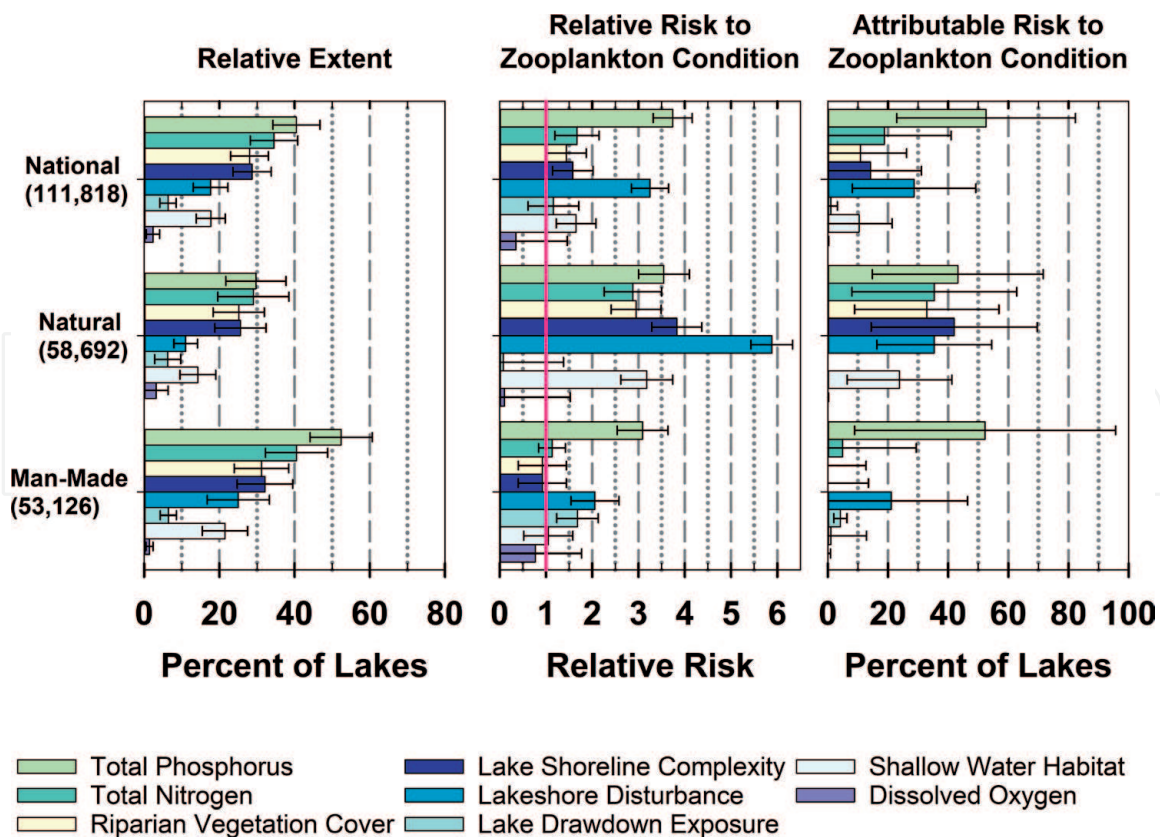 Relative Extent
Relative Risk to
Zooplankton Condition
Attributable Risk to
Zooplankton Condition
National
(111,818)
Natural
(58,692)
Man-Made
(53,126)
0 20 40 60 80
0 1 2 3 4 5 6
0 20 40 60 80 100
Percent of Lakes
Relative Risk
Percent of Lakes
Total Phosphorus
Total Nitrogen
Riparian Vegetation Cover
Lake Shoreline Complexity
Lakeshore Disturbance
Lake Drawdown Exposure
Shallow Water Habitat
Dissolved Oxygen